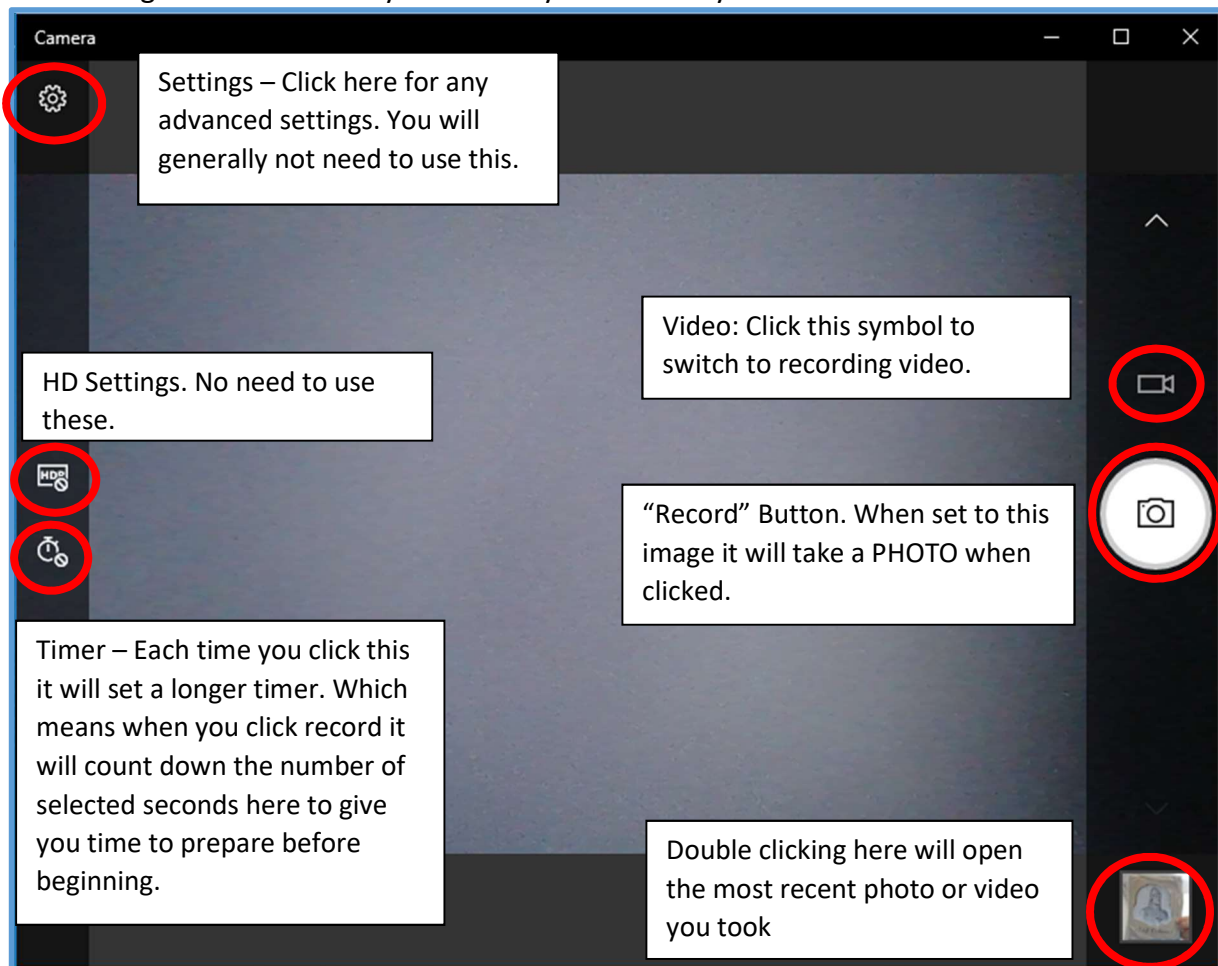 Camera
Settings – Click here for any
advanced settings. You will
generally not need to use this.
Video: Click this symbol to
switch to recording video.
HD Settings. No need to use
these.
HDR
“Record” Button. When set to this
image it will take a PHOTO when
clicked.
Timer – Each time you click this
it will set a longer timer. Which
means when you click record it
will count down the number of
selected seconds here to give
you time to prepare before
beginning.
Double clicking here will open
the most recent photo or video
you took